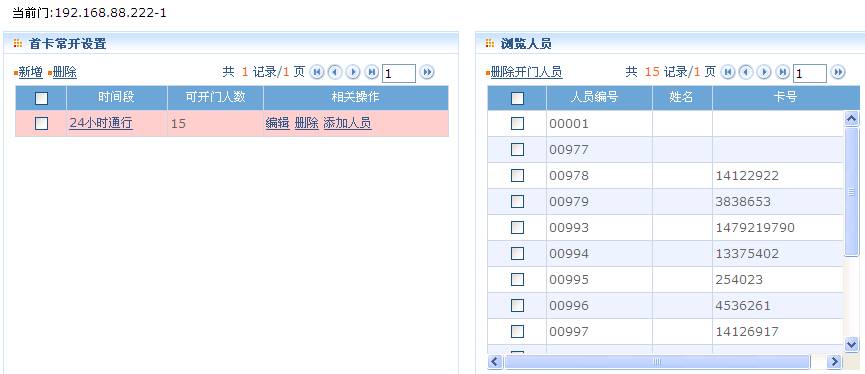 当前门:192.168.88.222-1
首卡常开设置
新增 删除 共 1 记录/1 页 1
时间段 可开门人数 相关操作
24小时通行 15 编辑 删除 添加人员
浏览人员
删除开门人员 共 15 记录/1 页 1
人员编号 姓名 卡号
00001
00977
00978 14122922
00979 3838653
00993 1479219790
00994 13375402
00995 254023
00996 4536261
00997 14126917